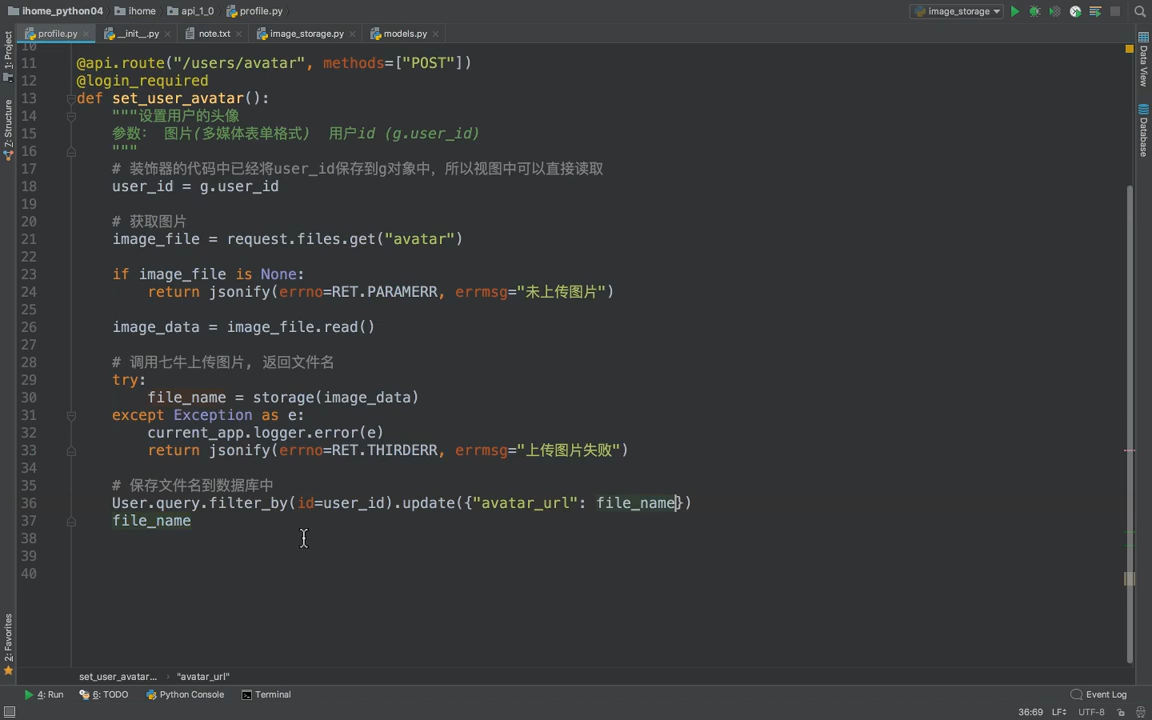 ihome_python04 ihome api_1_0 profile.py image_storage
profile.py __init__.py note.txt image_storage.py models.py
1: Project
Z: Structure
2: Favorites
Data View
Database
10
11 @api.route("/users/avatar", methods=["POST"])
12 @login_required
13 def set_user_avatar():
14 """设置用户的头像
15 参数： 图片(多媒体表单格式) 用户id (g.user_id)
16 """
17 # 装饰器的代码中已经将user_id保存到g对象中，所以视图中可以直接读取
18 user_id = g.user_id
19
20 # 获取图片
21 image_file = request.files.get("avatar")
22
23 if image_file is None:
24 return jsonify(errno=RET.PARAMERR, errmsg="未上传图片")
25
26 image_data = image_file.read()
27
28 # 调用七牛上传图片, 返回文件名
29 try:
30 file_name = storage(image_data)
31 except Exception as e:
32 current_app.logger.error(e)
33 return jsonify(errno=RET.THIRDERR, errmsg="上传图片失败")
34
35 # 保存文件名到数据库中
36 User.query.filter_by(id=user_id).update({"avatar_url": file_name})
37 file_name
38
39
40
set_user_avatar... › "avatar_url"
4: Run 6: TODO Python Console Terminal Event Log
36:69 LF÷ UTF-8